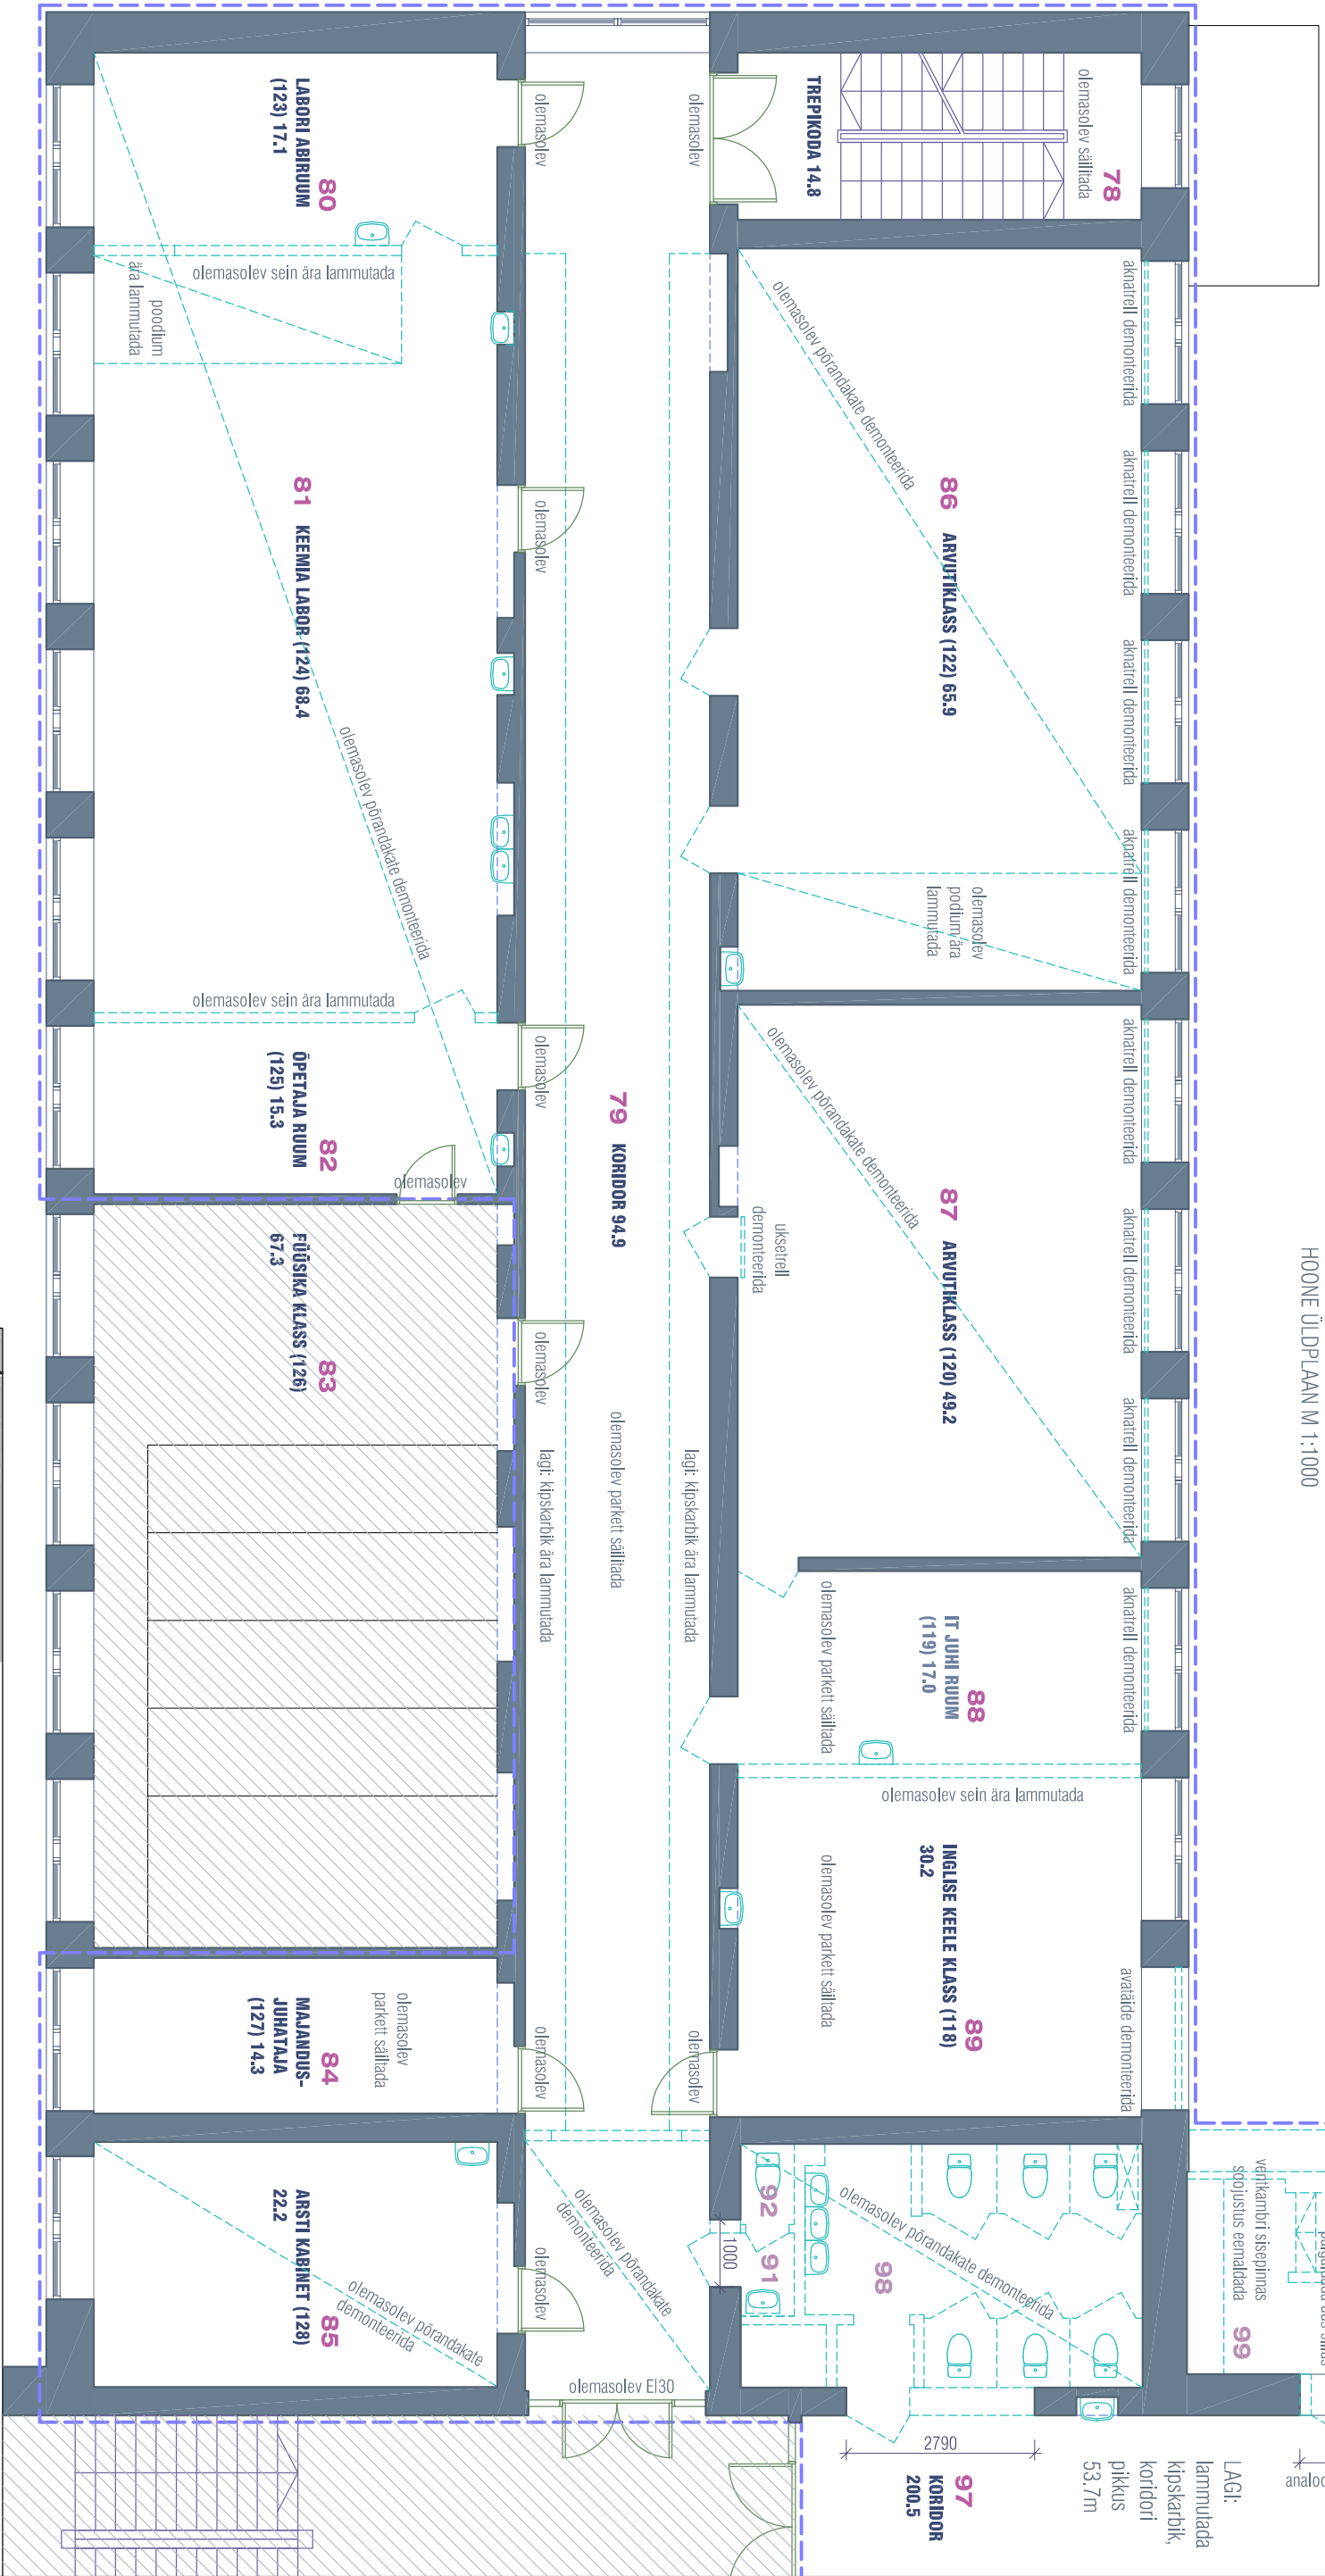 olemasolev säilitada
78
TREPIKODA 14.8
olemasolev
olemasolev
80
LABORI ABIRUUM
(123) 17.1
olemasolev sein ära lammutada
poodium
ära lammutada
aknatrell demonteerida
aknatrell demonteerida
aknatrell demonteerida
aknatrell demonteerida
olemasolev põrandakate demonteerida
86 ARVUTIKLASS (122) 65.9
olemasolev
podium ära
lammutada
olemasolev
81 KEEMIA LABOR (124) 68.4
olemasolev põrandakate demonteerida
olemasolev sein ära lammutada
olemasolev
82
ÕPETAJA RUUM
(125) 15.3
olemasolev
79 KORIDOR 94.9
aknatrell demonteerida
aknatrell demonteerida
aknatrell demonteerida
olemasolev põrandakate demonteerida
87 ARVUTIKLASS (120) 49.2
uksetrell
demonteerida
HOONE ÜLDPLAAN M 1:1000
83
FÜÜSIKA KLASS (126)
67.3
olemasolev
lagi: kipskarbik ära lammutada
olemasolev parkett säilitada
lagi: kipskarbik ära lammutada
aknatrell demonteerida
88
IT JUHI RUUM
(119) 17.0
olemasolev parkett säiltada
olemasolev sein ära lammutada
89
INGLISE KEELE KLASS (118)
30.2
olemasolev parkett säiltada
avatäide demonteerida
olemasolev
olemasolev
olemasolev
parkett säiltada
84
MAJANDUS-
JUHATAJA
(127) 14.3
85
ARSTI KABINET (128)
22.2
olemasolev põrandakate
demonteerida
olemasolev
olemasolev põrandakate
demonteerida
olemasolev EI30
92
91
1000
98
olemasolev põrandakate demonteerida
ventkambri sisepinnas
soojustus eemaldada
99
2790
97
KORIDOR
200.5
LAGI:
lammutada
kipskarbik,
koridori
pikkus
53.7m